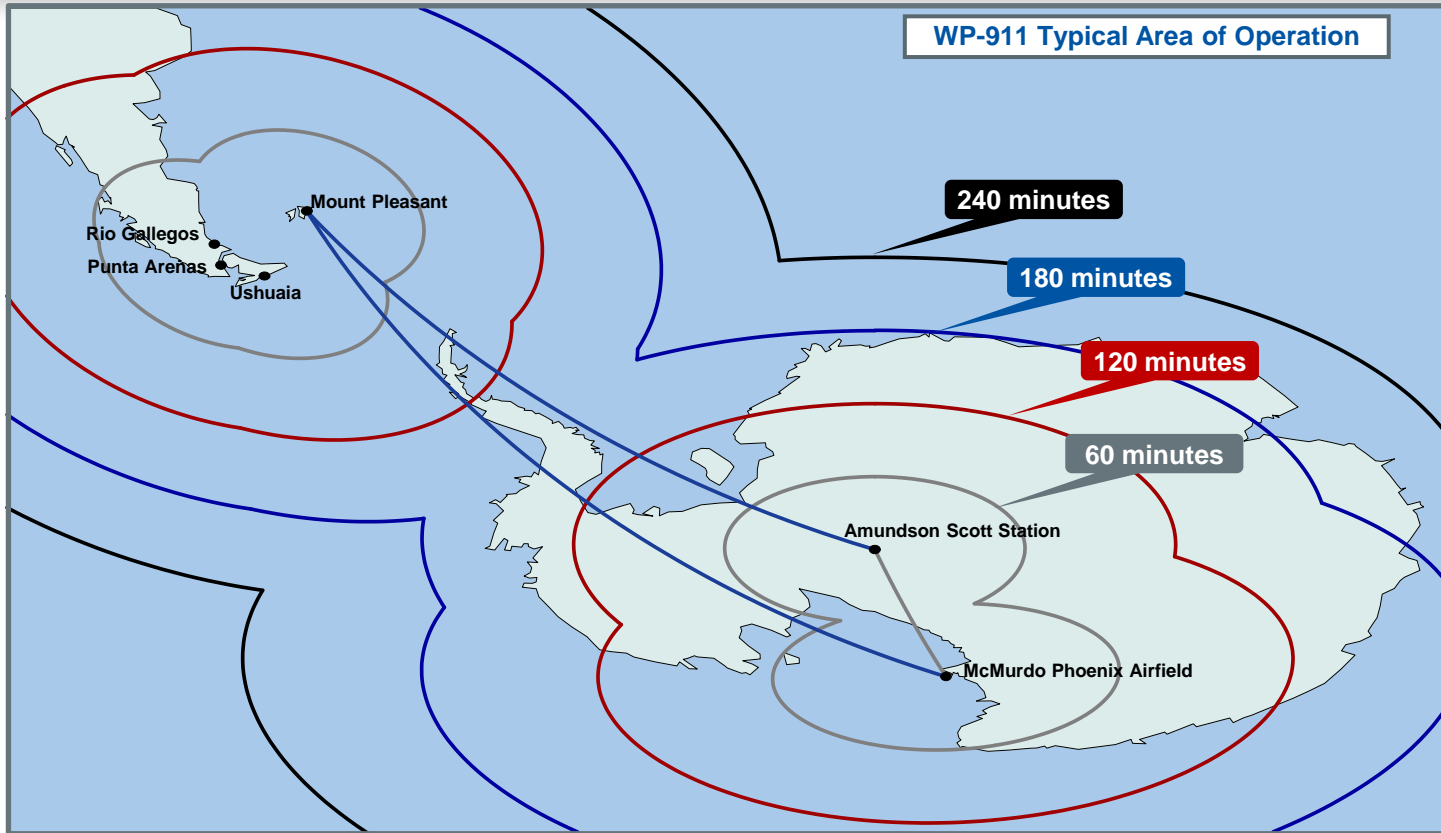 WP-911 Typical Area of Operation
240 minutes
Mount Pleasant
Rio Gallegos
Punta Areñas
Ushuaia
180 minutes
120 minutes
60 minutes
Amundson Scott Station
McMurdo Phoenix Airfield